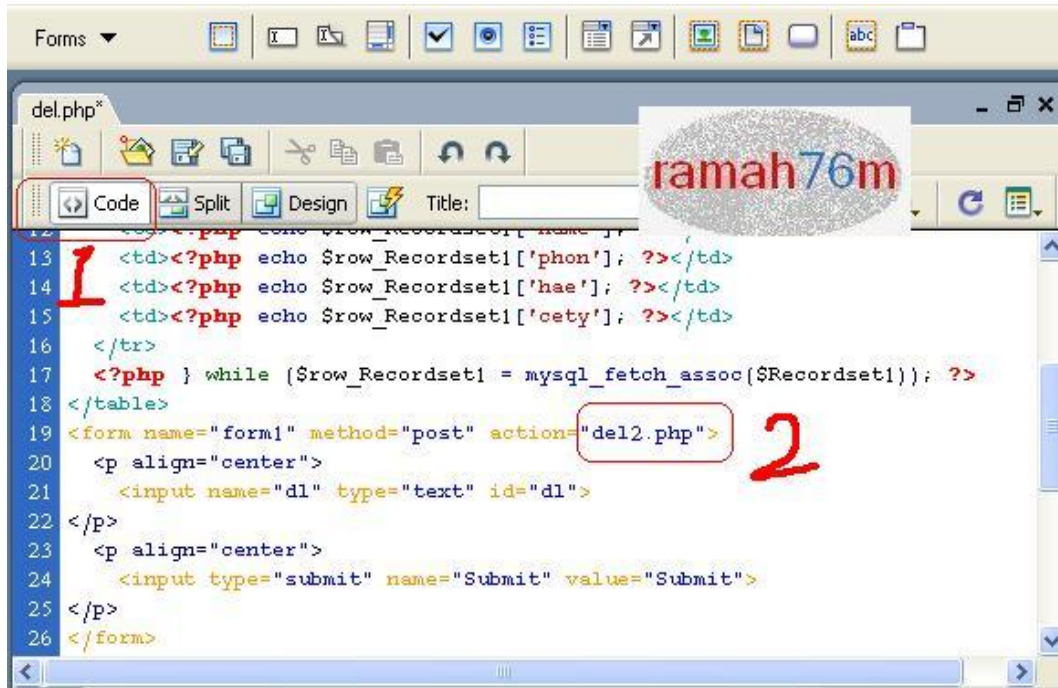 Forms
abc
del.php*
ramah76m
Code Split Design Title:
1
12 ['name'];
13 <td><?php echo $row_Recordset1['phon']; ?></td>
14 <td><?php echo $row_Recordset1['hae']; ?></td>
15 <td><?php echo $row_Recordset1['cety']; ?></td>
16 </tr>
17 <?php } while ($row_Recordset1 = mysql_fetch_assoc($Recordset1)); ?>
18 </table>
19 <form name="form1" method="post" action="del2.php">
2
20 <p align="center">
21 <input name="dl" type="text" id="dl">
22 </p>
23 <p align="center">
24 <input type="submit" name="Submit" value="Submit">
25 </p>
26 </form>